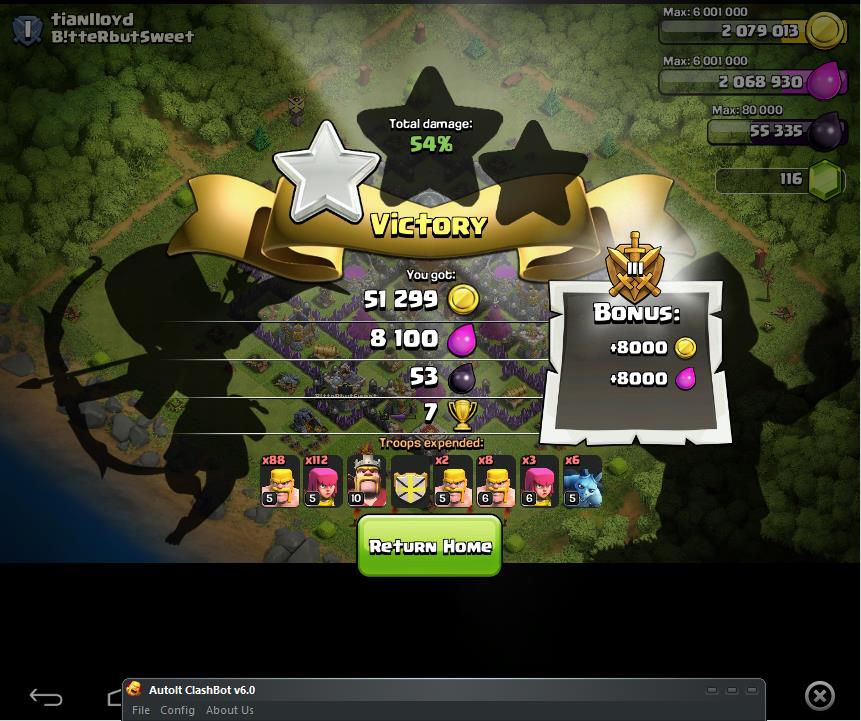 1
tianlloyd
B!tteRbutSweet
Max: 6 001 000
2 079 013
Max: 6 001 000
2 068 930
Max: 80 000
55 335
116
Total damage:
54%
Victory
You got:
51 299
8 100
53
7
III
Bonus:
+8000
+8000
B!tteRbutSweet
Troops expended:
x88 x112 x2 x8 x3 x6
5 5 10 5 6 6 5
Return Home
AutoIt ClashBot v6.0
File Config About Us